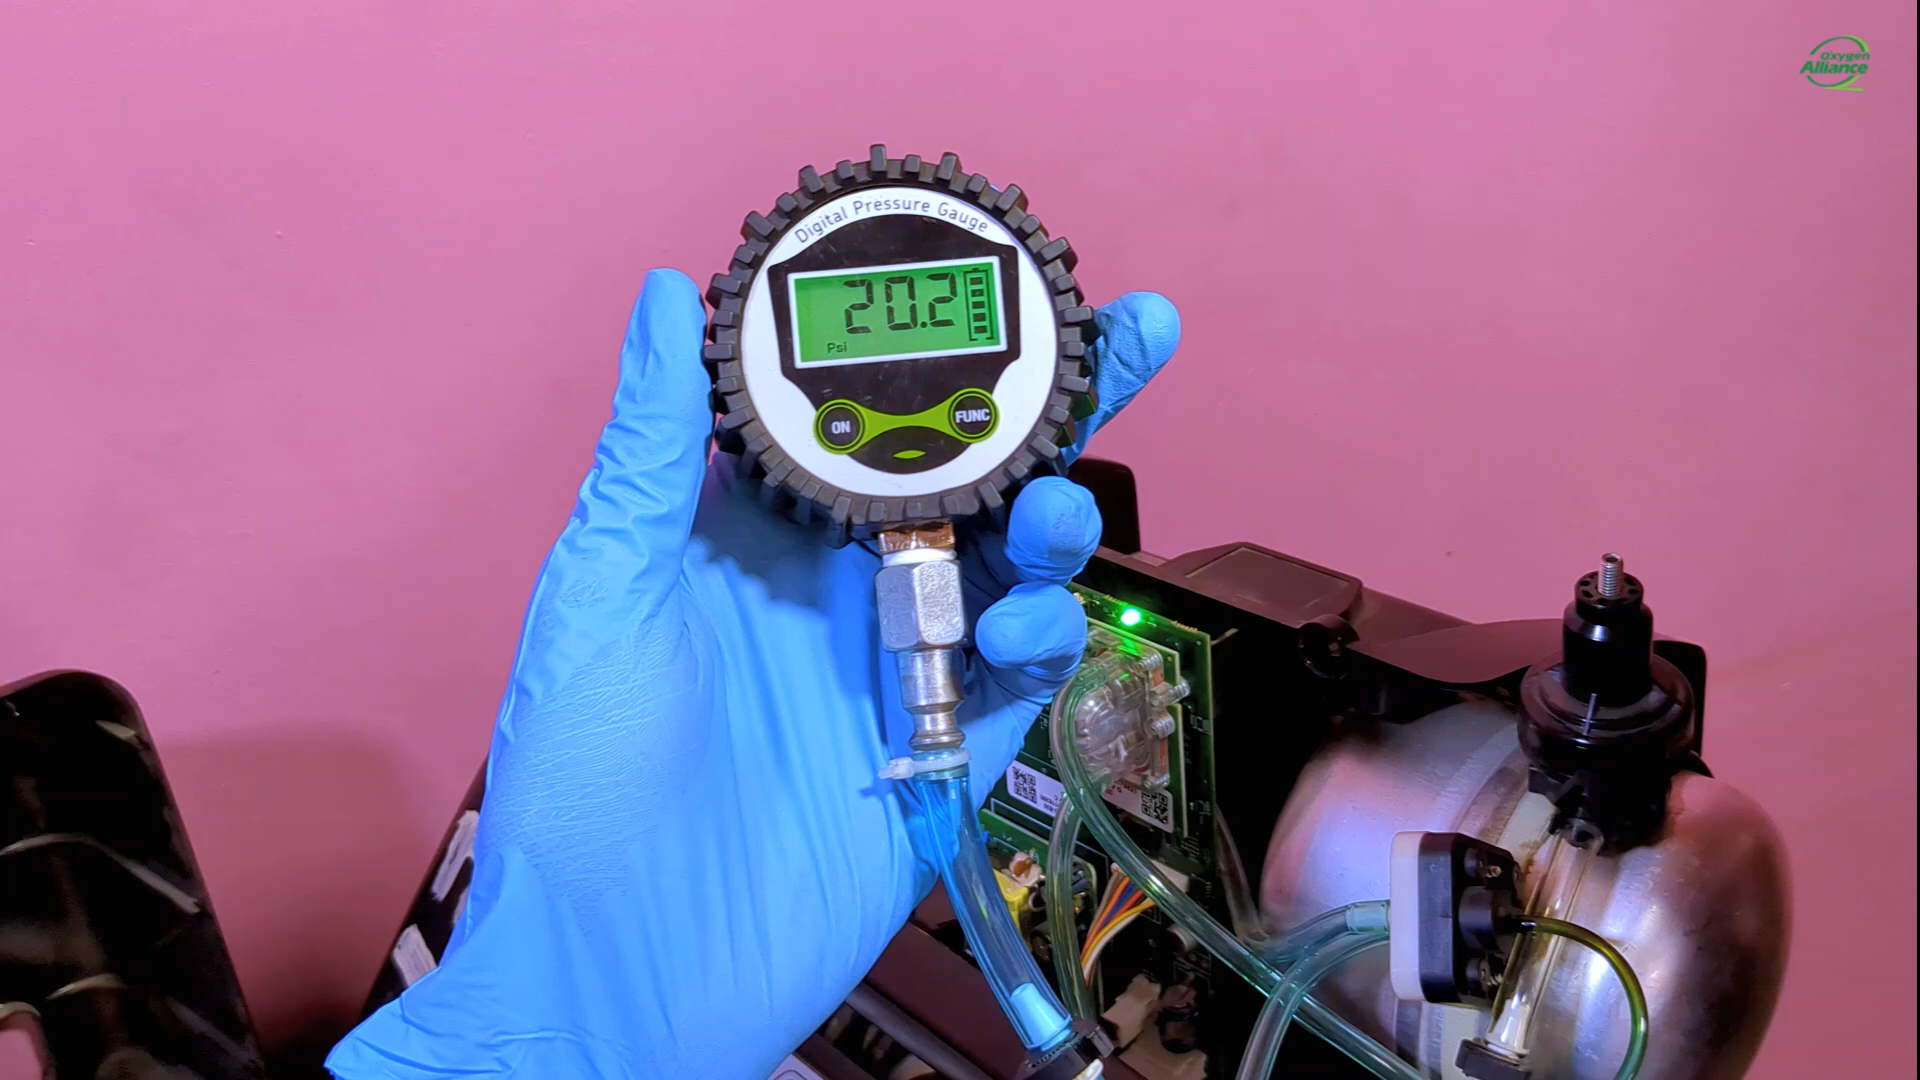 Oxygen
Alliance
Digital Pressure Gauge
20.2
Psi
ON
FUNC